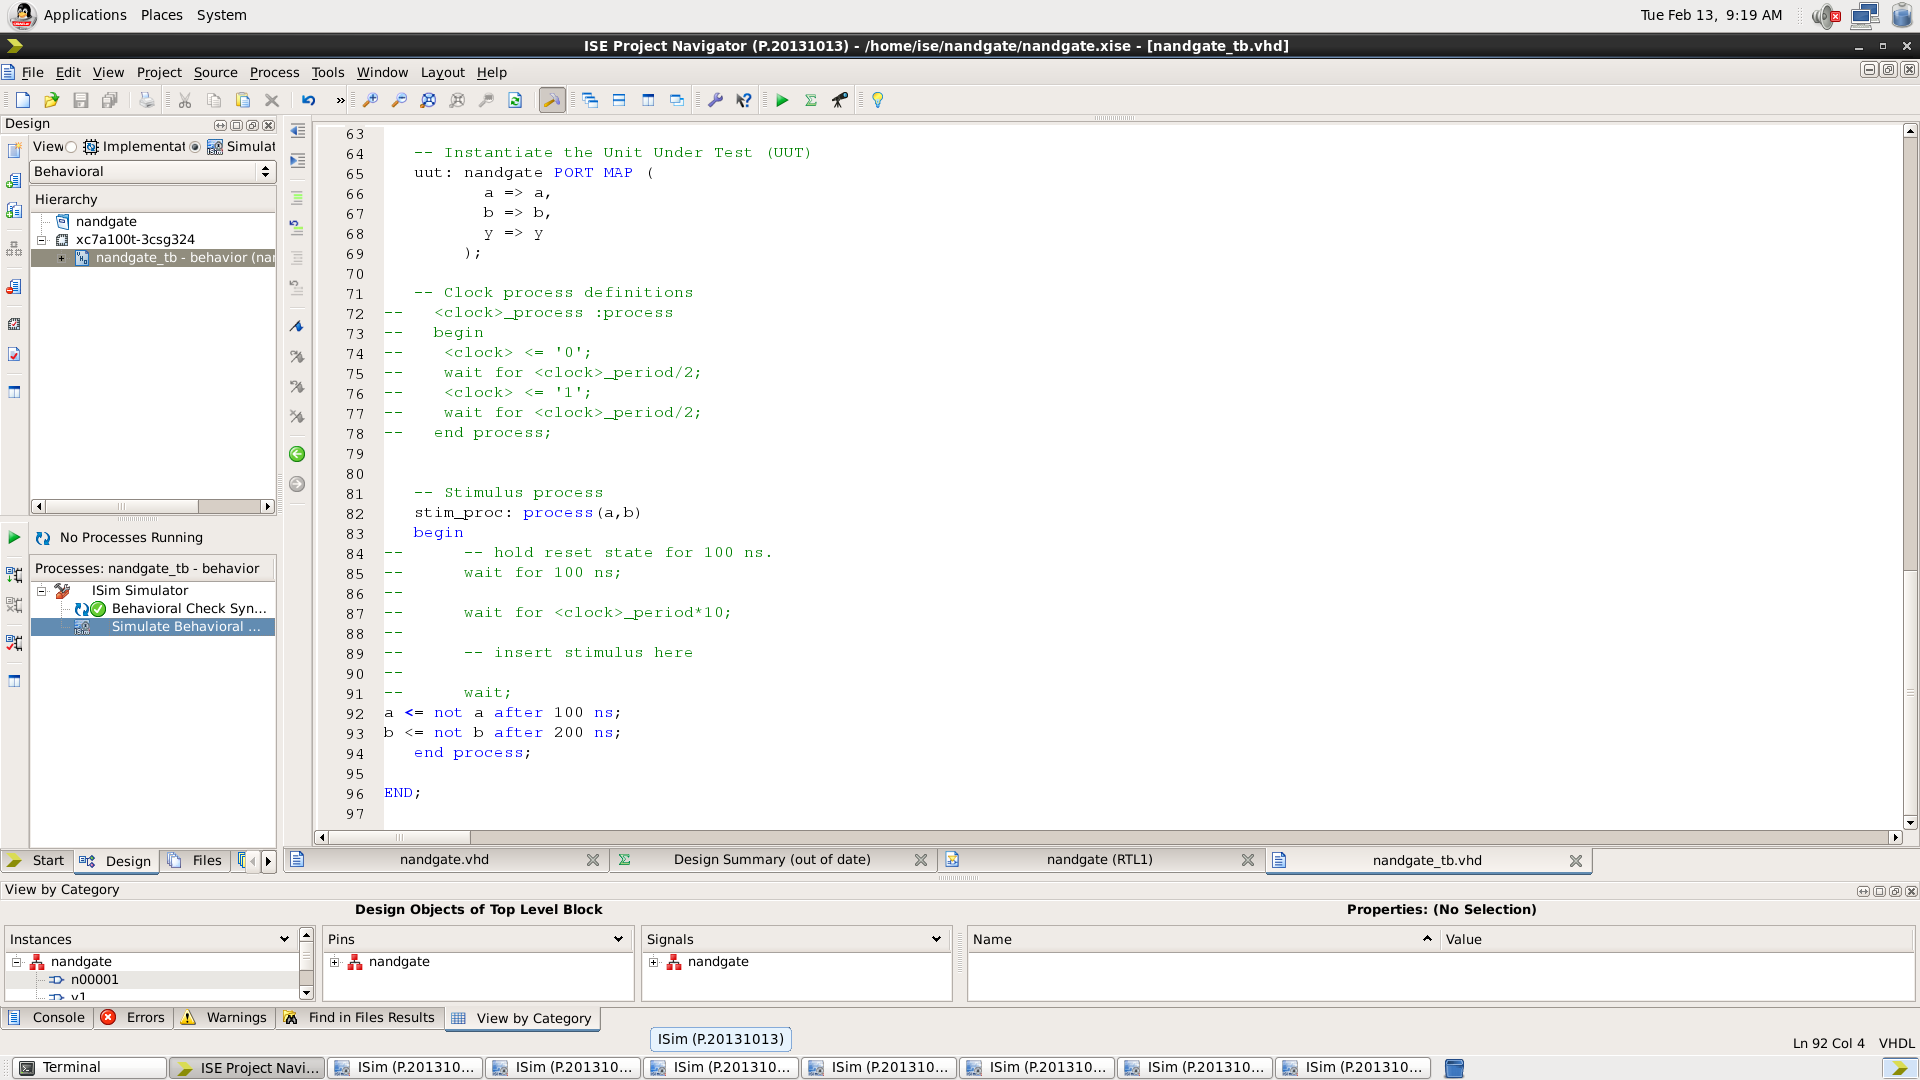 Applications Places System Tue Feb 13, 9:19 AM
ISE Project Navigator (P.20131013) - /home/ise/nandgate/nandgate.xise - [nandgate_tb.vhd]
File Edit View Project Source Process Tools Window Layout Help
Design
View Implementat Simulat
Behavioral
Hierarchy
nandgate
xc7a100t-3csg324
nandgate_tb - behavior (nar
No Processes Running
Processes: nandgate_tb - behavior
ISim Simulator
Behavioral Check Syn...
Simulate Behavioral ...
Start Design Files
63
64 -- Instantiate the Unit Under Test (UUT)
65 uut: nandgate PORT MAP (
66 a => a,
67 b => b,
68 y => y
69 );
70
71 -- Clock process definitions
72 -- <clock>_process :process
73 -- begin
74 -- <clock> <= '0';
75 -- wait for <clock>_period/2;
76 -- <clock> <= '1';
77 -- wait for <clock>_period/2;
78 -- end process;
79
80
81 -- Stimulus process
82 stim_proc: process(a,b)
83 begin
84 -- -- hold reset state for 100 ns.
85 -- wait for 100 ns;
86 --
87 -- wait for <clock>_period*10;
88 --
89 -- -- insert stimulus here
90 --
91 -- wait;
92 a <= not a after 100 ns;
93 b <= not b after 200 ns;
94 end process;
95
96 END;
97
nandgate.vhd Design Summary (out of date) nandgate (RTL1) nandgate_tb.vhd
View by Category
Design Objects of Top Level Block Properties: (No Selection)
Instances Pins Signals Name Value
nandgate nandgate nandgate
n00001
y1
Console Errors Warnings Find in Files Results View by Category
ISim (P.20131013)
Ln 92 Col 4 VHDL
Terminal ISE Project Navi... ISim (P.201310... ISim (P.201310... ISim (P.201310... ISim (P.201310... ISim (P.201310... ISim (P.201310... ISim (P.201310...